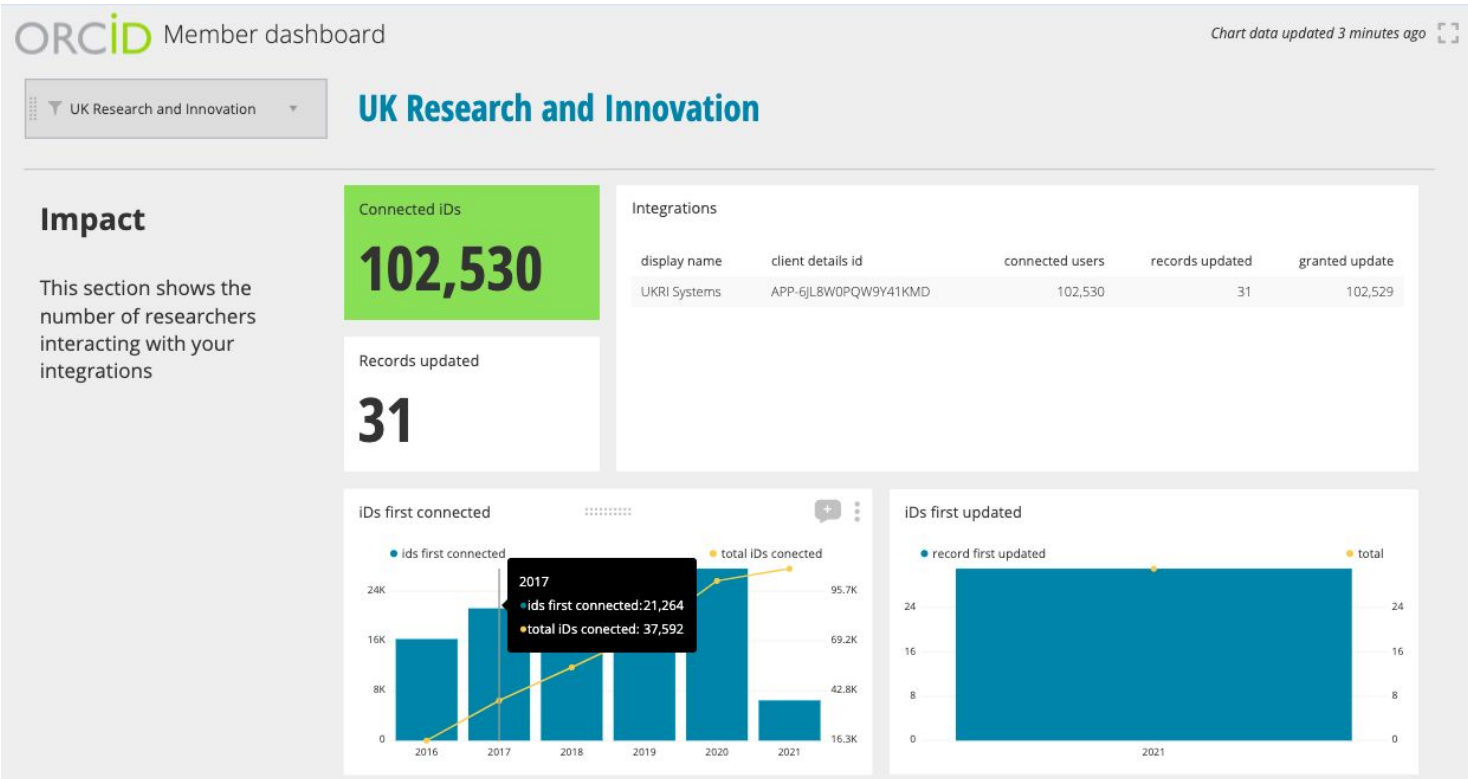 ORCiD Member dashboard
Chart data updated 3 minutes ago
UK Research and Innovation
UK Research and Innovation
Impact
This section shows the
number of researchers
interacting with your
integrations
Connected iDs
102,530
Records updated
31
Integrations
display name client details id connected users records updated granted update
UKRI Systems APP-6JL8W0PQW9Y41KMD 102,530 31 102,529
iDs first connected
ids first connected total iDs conected
24K
16K
8K
0
95.7K
69.2K
42.8K
16.3K
2017
ids first connected: 21,264
total iDs conected: 37,592
2016 2017 2018 2019 2020 2021
iDs first updated
record first updated total
24
16
8
0
24
16
8
0
2021